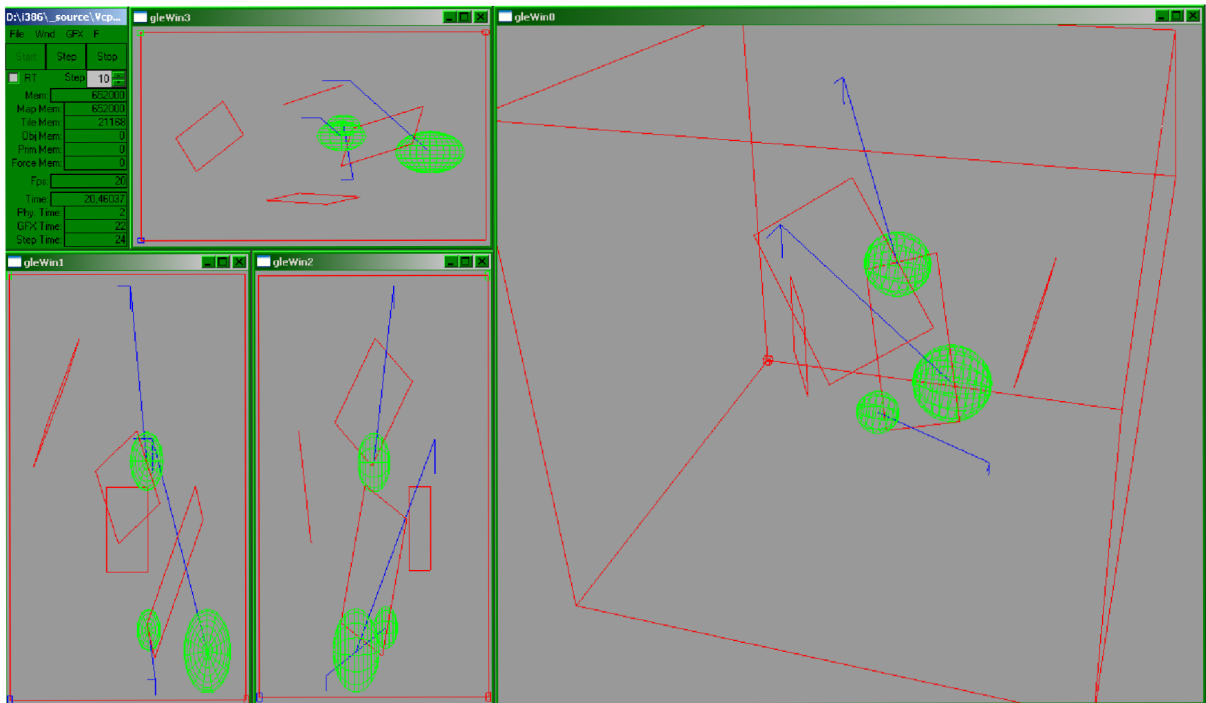 D:\i386\_source\Vcp...
File Wnd GFX F
Start Step Stop
RT Step 10
Mem: 652000
Map Mem: 652000
Tile Mem: 21168
Obj Mem: 0
Prim Mem: 0
Force Mem: 0
Fps: 20
Time: 20,46037
Phy. Time: 2
GFX Time: 22
Step Time: 24
gleWin3
gleWin0
gleWin1
gleWin2